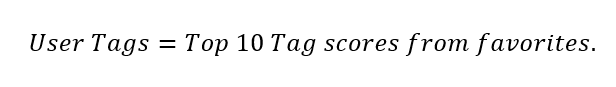 User Tags = Top 10 Tag scores from favorites.